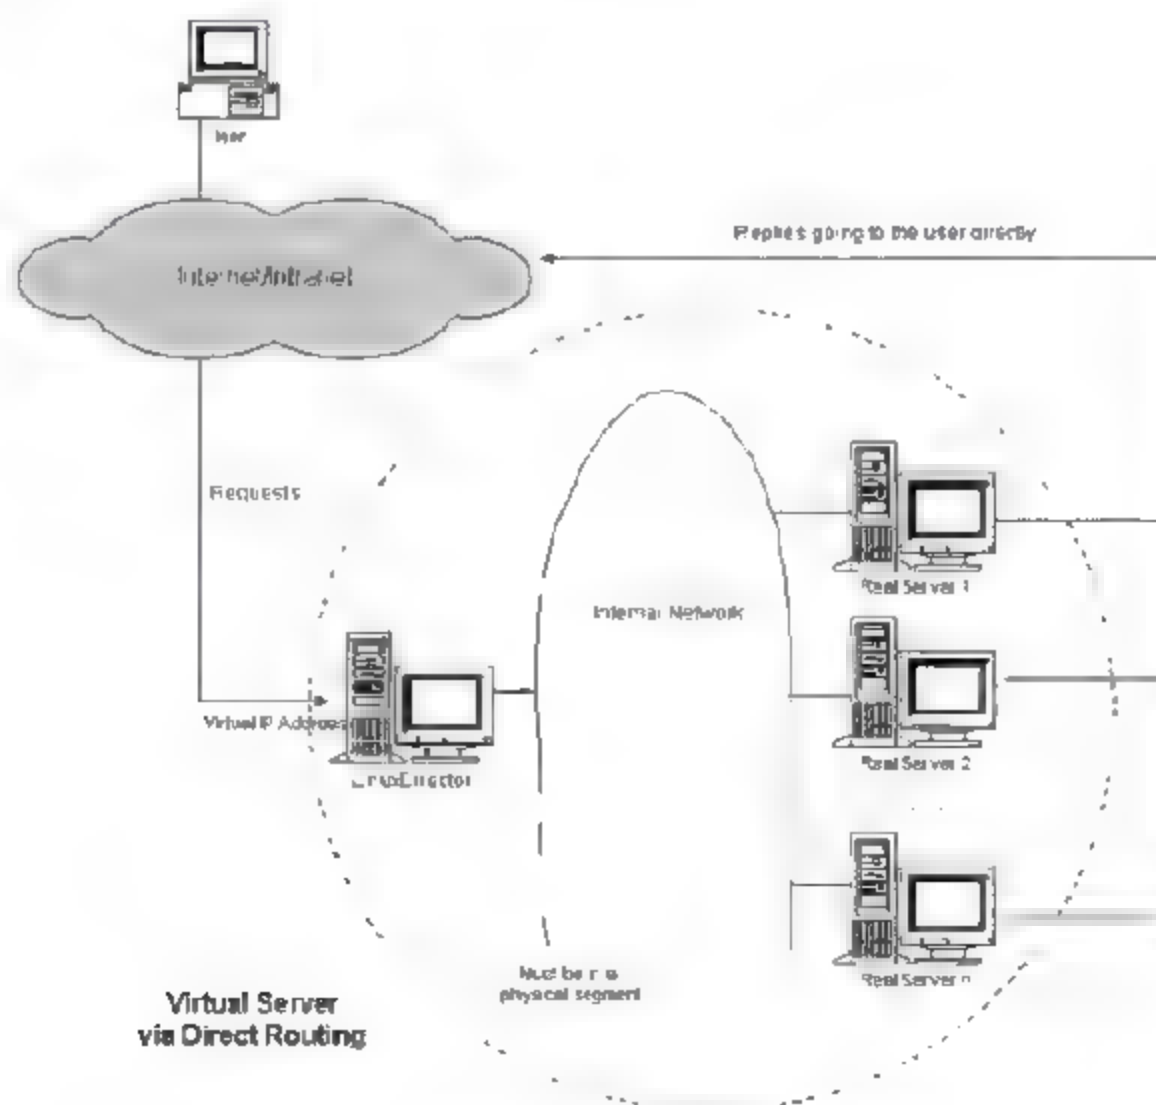 User
Internet/Intranet
Replies going to the user directly
Requests
Real Server 1
Internal Network
Virtual IP Address
LinuxDirector
Real Server 2
......
Real Server n
Must be in a
physical segment
Virtual Server
via Direct Routing